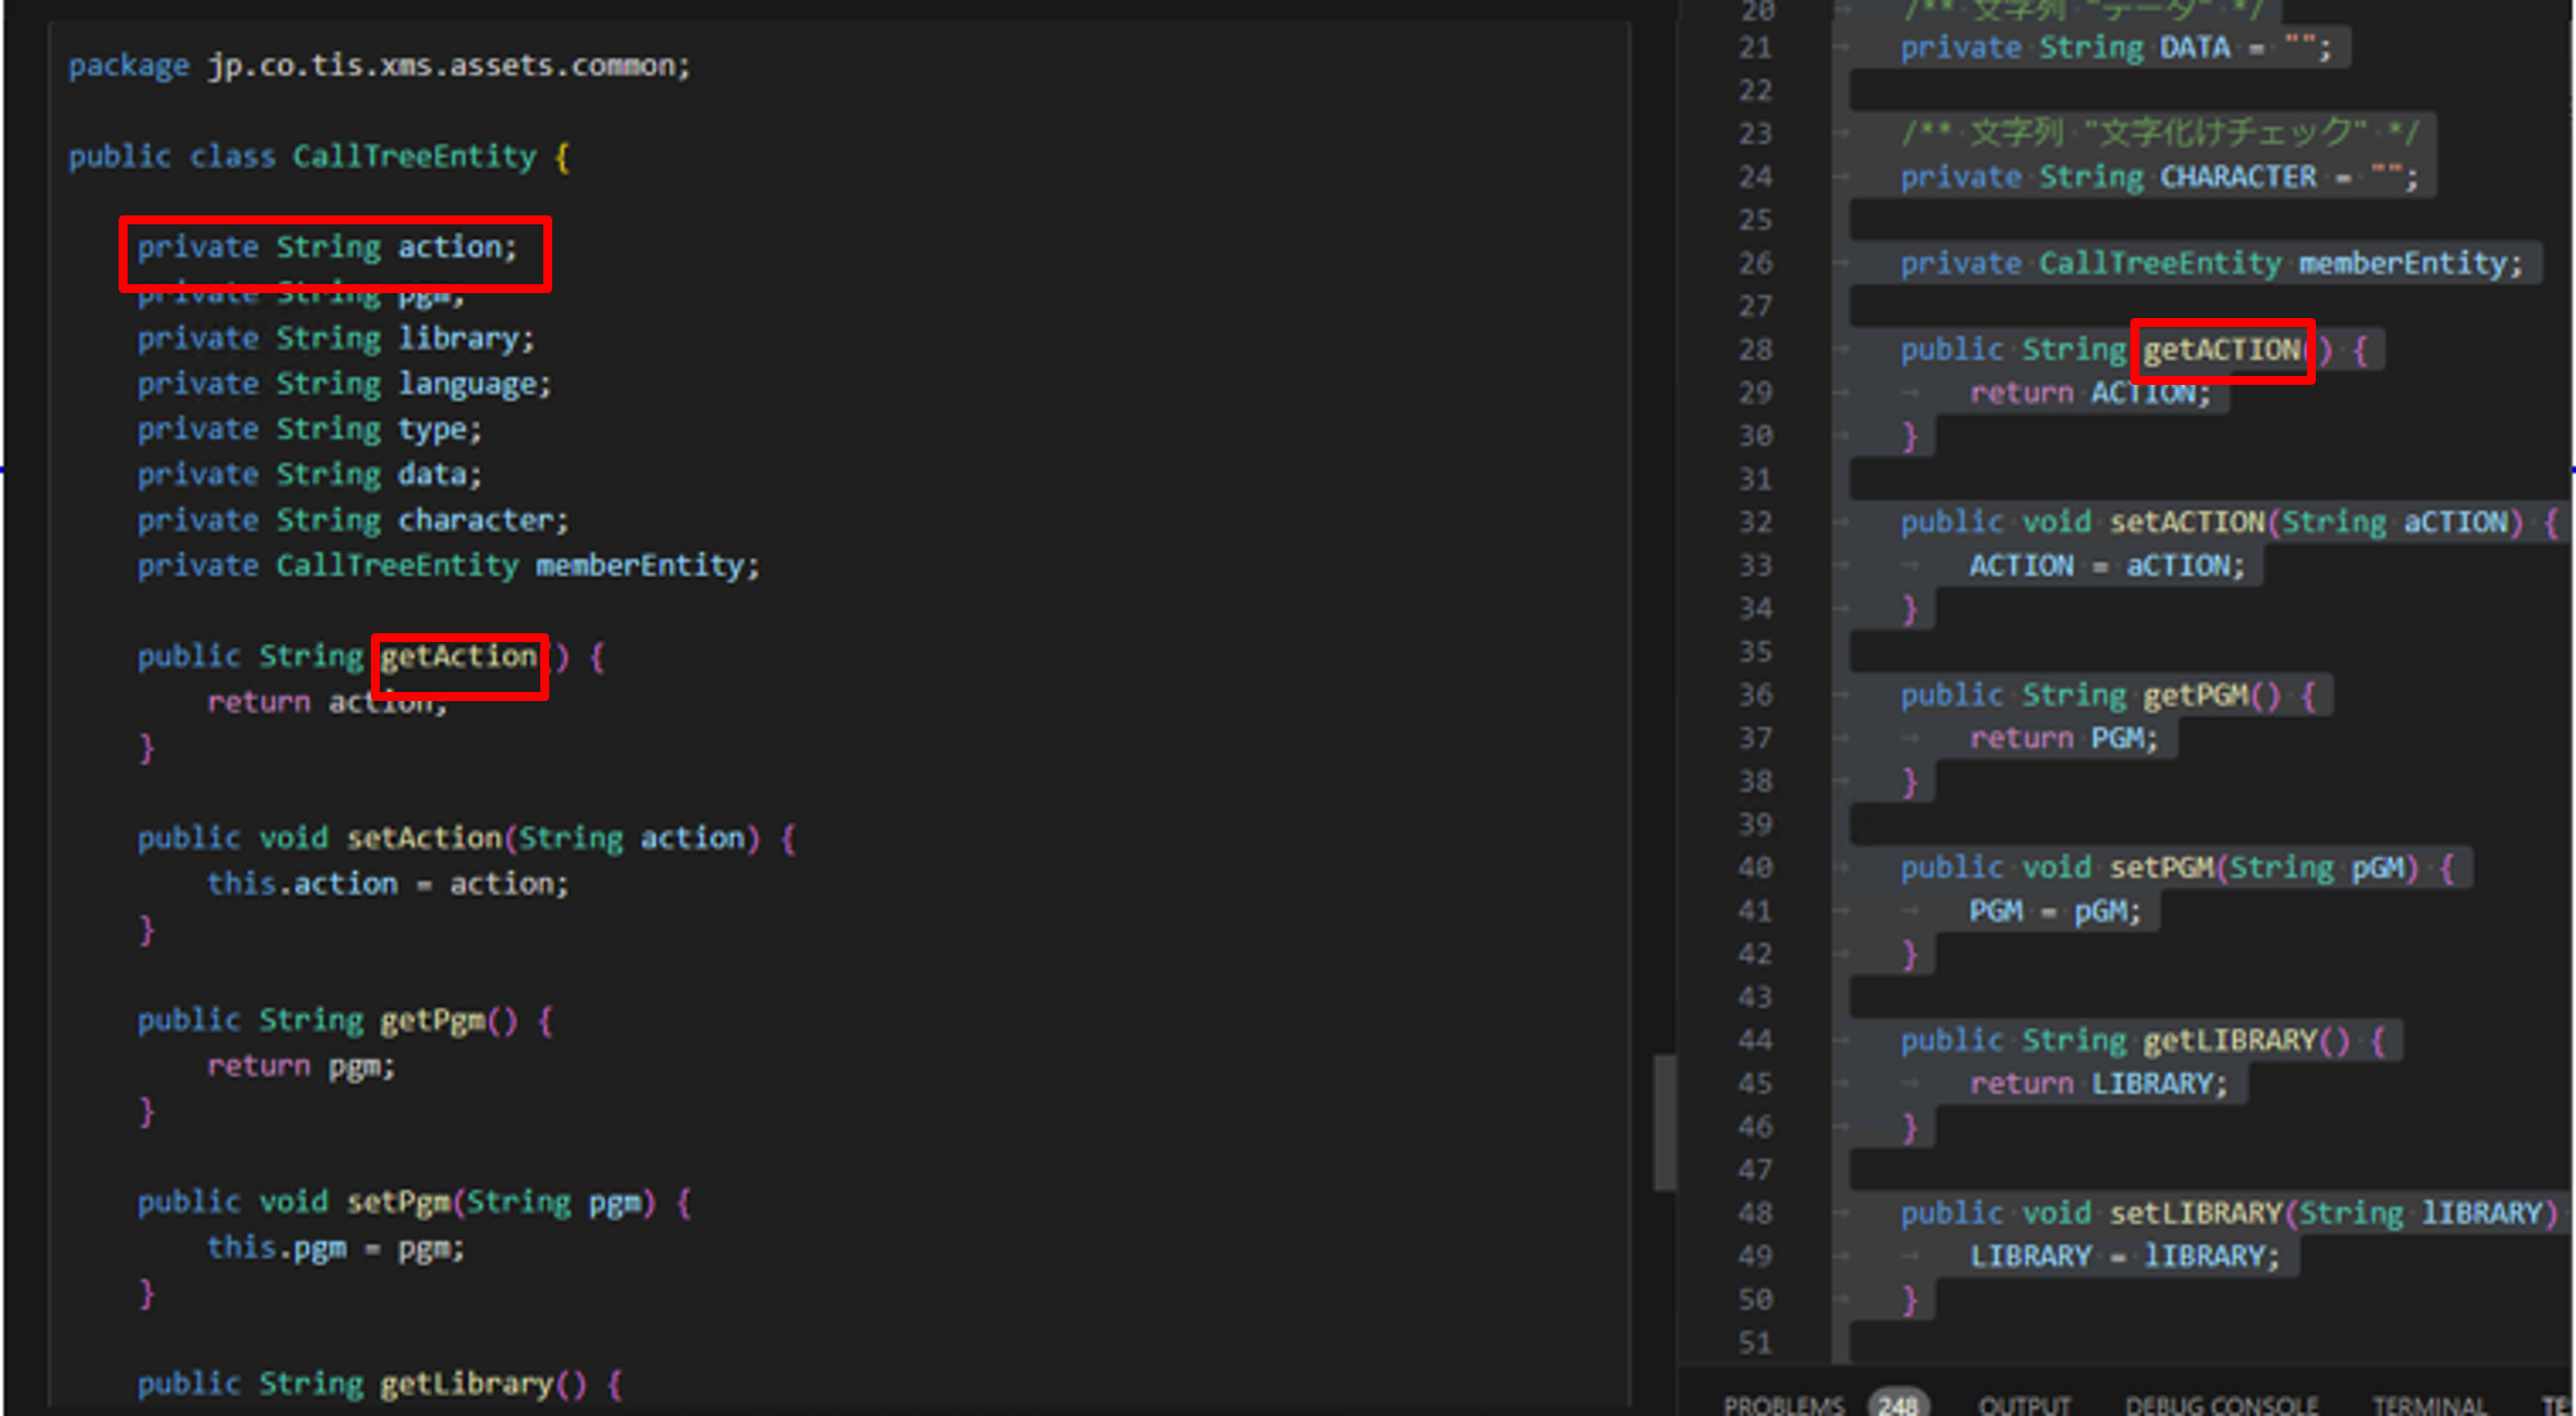 package jp.co.tis.xms.assets.common;
public class CallTreeEntity {
private String action;
private String pgm;
private String library;
private String language;
private String type;
private String data;
private String character;
private CallTreeEntity memberEntity;
public String getAction() {
return action;
}
public void setAction(String action) {
this.action = action;
}
public String getPgm() {
return pgm;
}
public void setPgm(String pgm) {
this.pgm = pgm;
}
public String getLibrary() {
20 /** 文字列 "データ" */
21 private String DATA = "";
22
23 /** 文字列 "文字化けチェック" */
24 private String CHARACTER = "";
25
26 private CallTreeEntity memberEntity;
27
28 public String getACTION() {
29 return ACTION;
30 }
31
32 public void setACTION(String aCTION) {
33 ACTION = aCTION;
34 }
35
36 public String getPGM() {
37 return PGM;
38 }
39
40 public void setPGM(String pGM) {
41 PGM = pGM;
42 }
43
44 public String getLIBRARY() {
45 return LIBRARY;
46 }
47
48 public void setLIBRARY(String lIBRARY)
49 LIBRARY = lIBRARY;
50 }
51
PROBLEMS 248 OUTPUT DEBUG CONSOLE TERMINAL TE